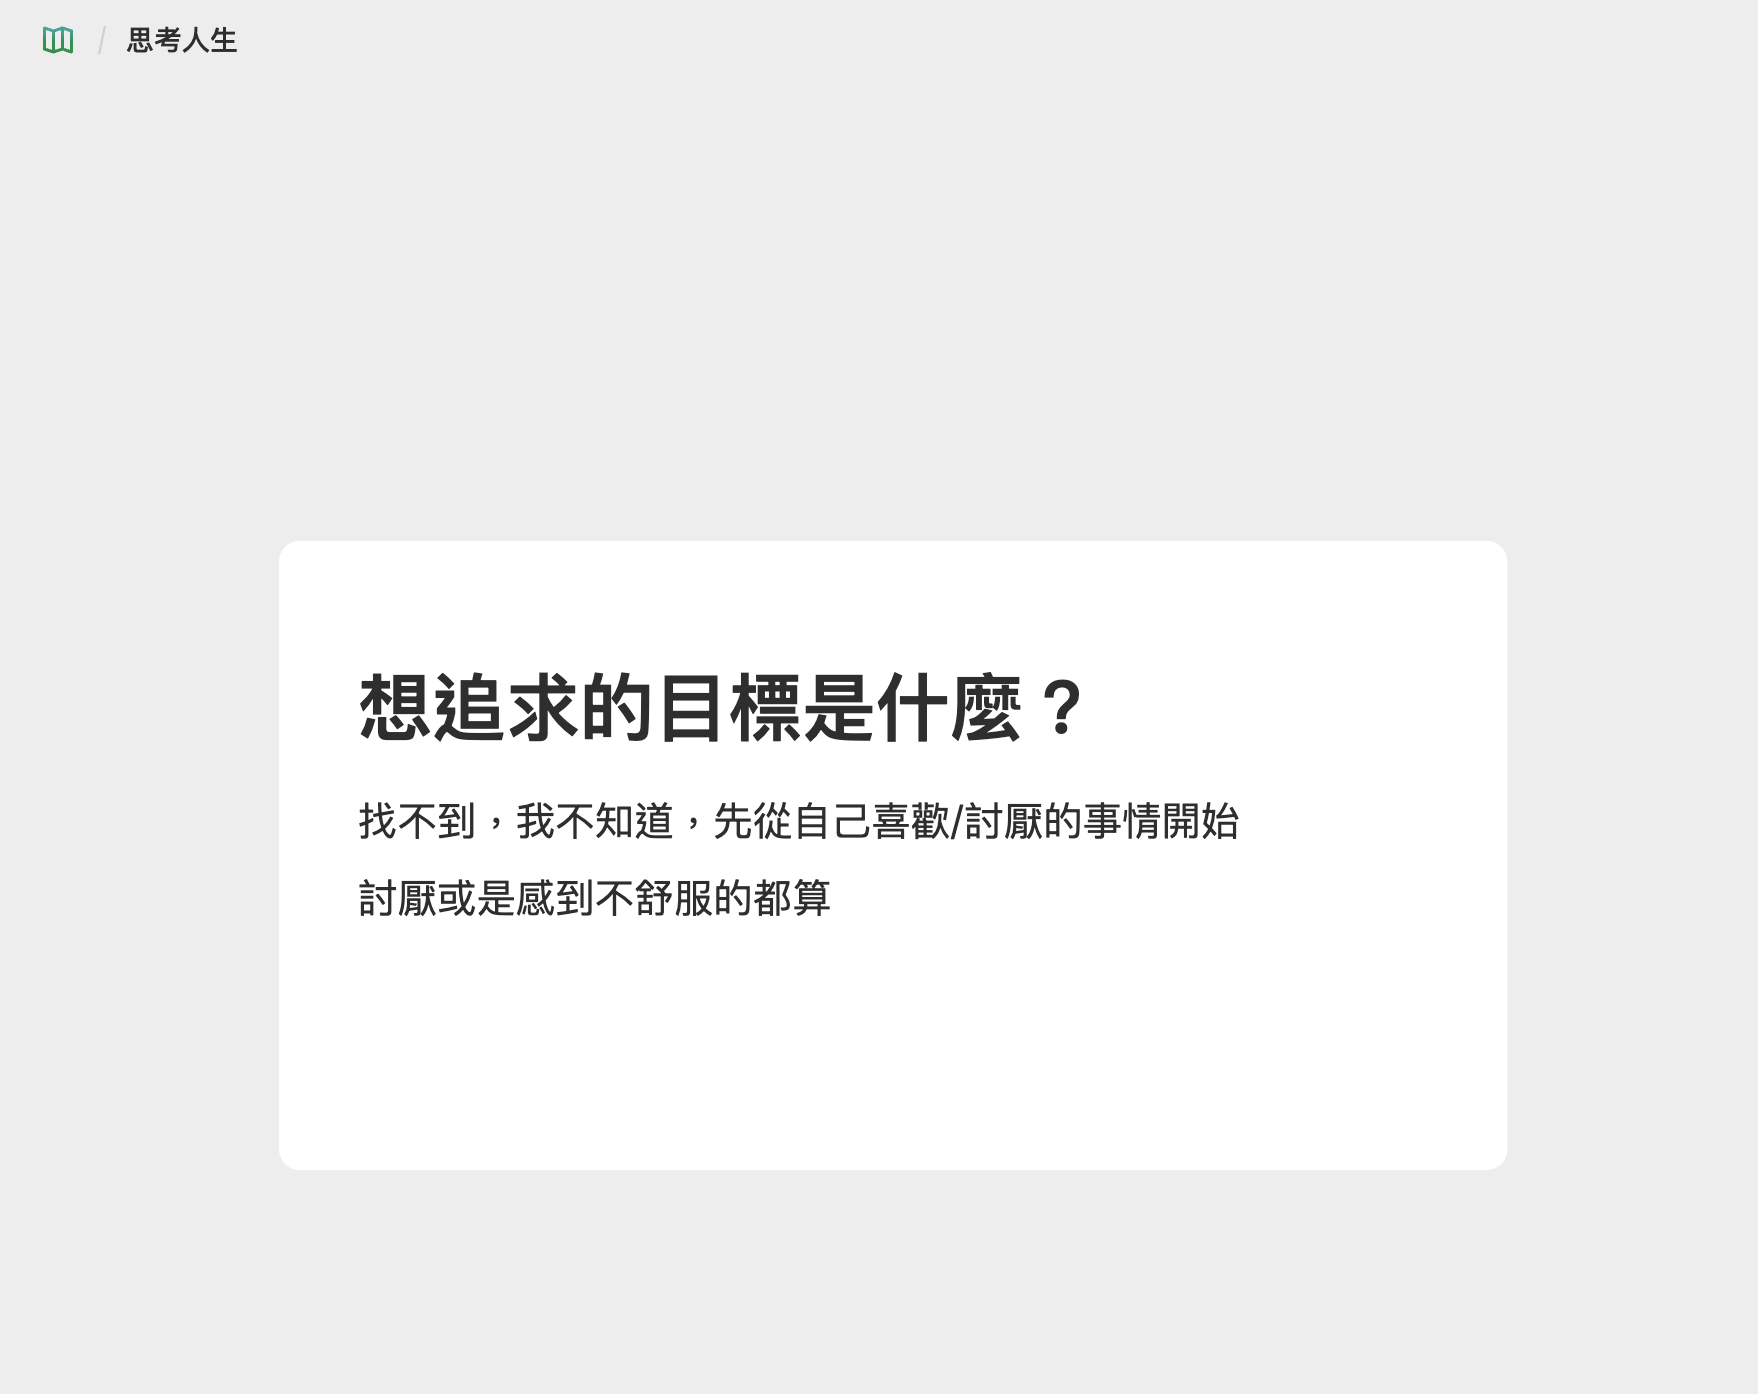 / 思考人生
想追求的目標是什麼？
找不到，我不知道，先從自己喜歡/討厭的事情開始
討厭或是感到不舒服的都算